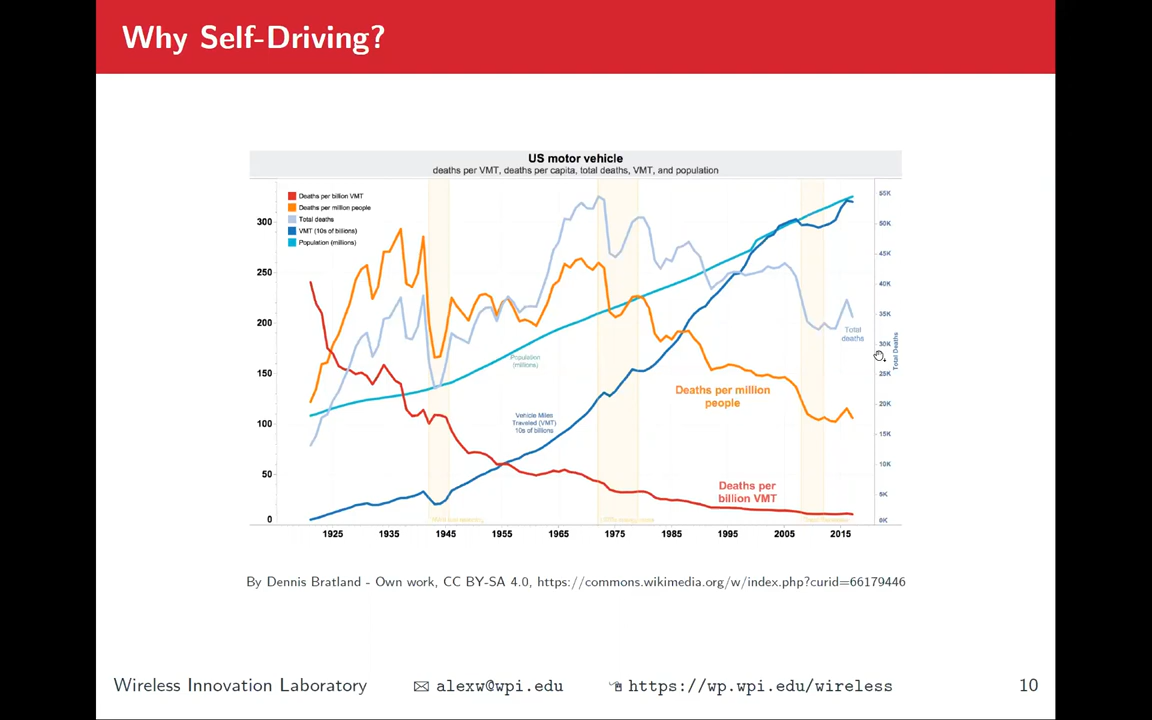 Why Self-Driving?
US motor vehicle
deaths per VMT, deaths per capita, total deaths, VMT, and population
Deaths per billion VMT
Deaths per million people
Total deaths
VMT (10s of billions)
Population (millions)
300
250
200
150
100
50
0
55K
50K
45K
40K
35K
30K
25K
20K
15K
10K
5K
0K
Total Deaths
Population
(millions)
Vehicle Miles
Traveled (VMT)
10s of billions
Total
deaths
Deaths per million
people
Deaths per
billion VMT
1925
1935
1945
1955
1965
1975
1985
1995
2005
2015
By Dennis Bratland - Own work, CC BY-SA 4.0, https://commons.wikimedia.org/w/index.php?curid=66179446
Wireless Innovation Laboratory
alexw@wpi.edu
https://wp.wpi.edu/wireless
10